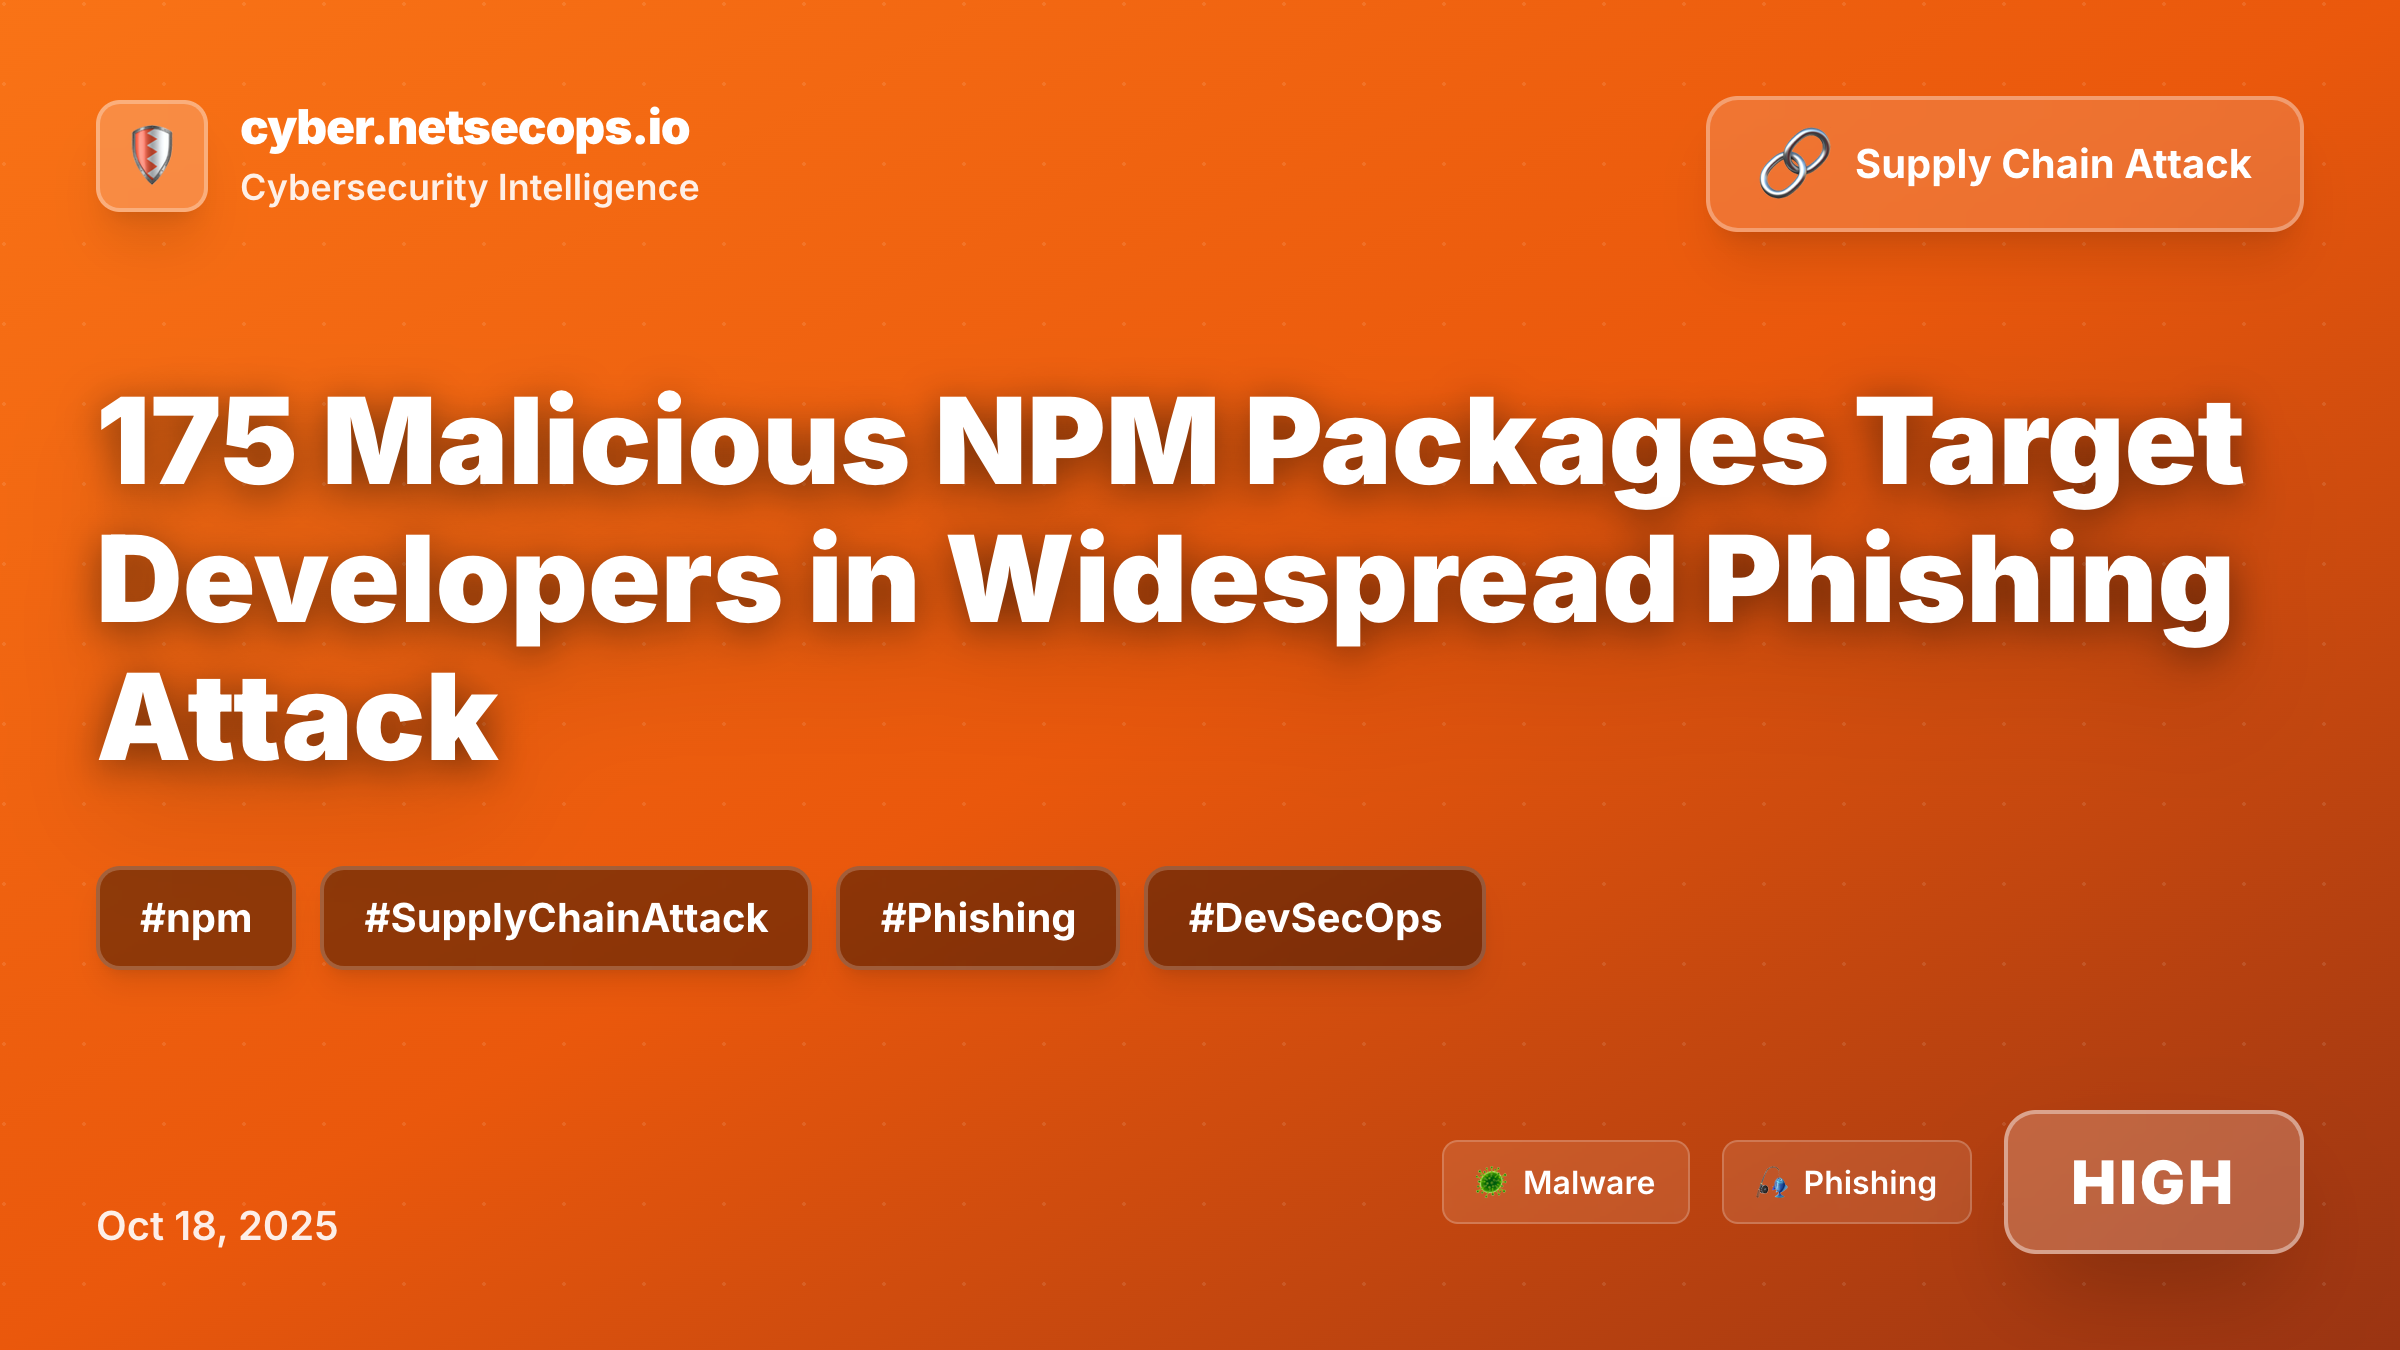 cyber.netsecops.io
Cybersecurity Intelligence
Supply Chain Attack
175 Malicious NPM Packages Target
Developers in Widespread Phishing
Attack
#npm
#SupplyChainAttack
#Phishing
#DevSecOps
Oct 18, 2025
Malware
Phishing
HIGH